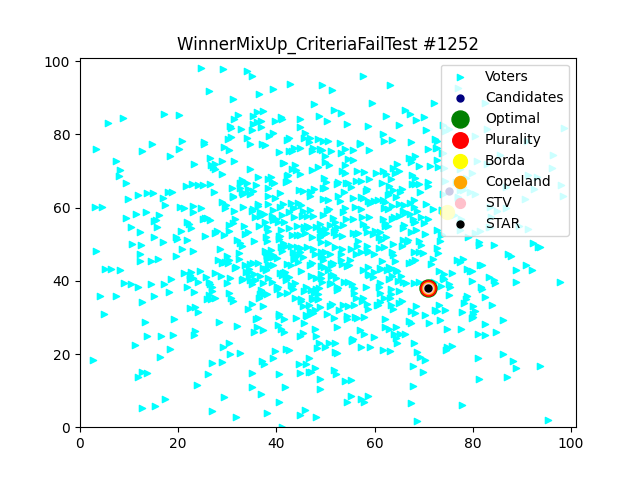 WinnerMixUp_CriteriaFailTest #1252
100
80
60
40
20
0
0
20
40
60
80
100
Voters
Candidates
Optimal
Plurality
Borda
Copeland
STV
STAR